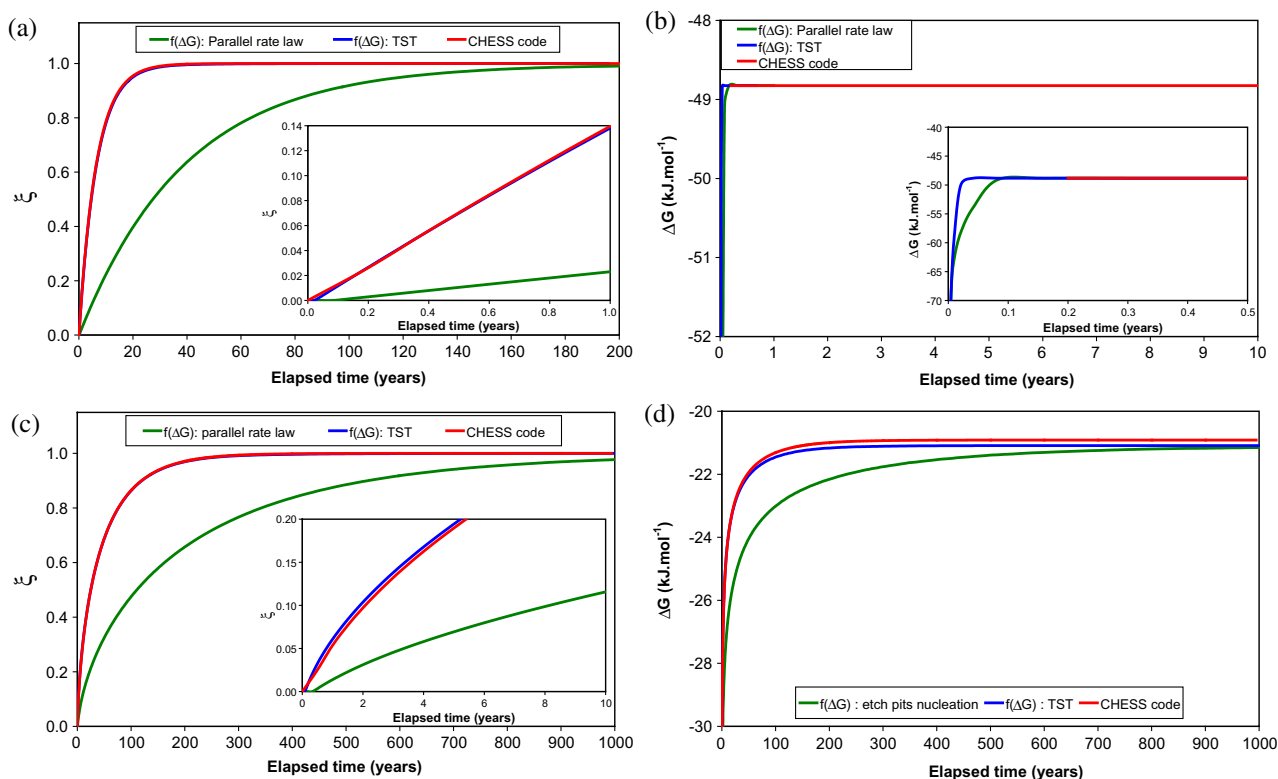 (a)
f(ΔG): Parallel rate law f(ΔG): TST CHESS code
1.0
0.8
0.6
0.4
0.2
0.0
ξ
0 20 40 60 80 100 120 140 160 180 200
Elapsed time (years)
0.14
0.12
0.10
0.08
0.06
0.04
0.02
0.00
ξ
0.0 0.2 0.4 0.6 0.8 1.0
Elapsed time (years)
(b)
f(ΔG): Parallel rate law
f(ΔG): TST
CHESS code
-48
-49
-50
-51
-52
ΔG (kJ.mol⁻¹)
0 1 2 3 4 5 6 7 8 9 10
Elapsed time (years)
-40
-45
-50
-55
-60
-65
-70
ΔG (kJ.mol⁻¹)
0 0.1 0.2 0.3 0.4 0.5
Elapsed time (years)
(c)
f(ΔG): parallel rate law f(ΔG): TST CHESS code
1.0
0.8
0.6
0.4
0.2
0.0
ξ
0 100 200 300 400 500 600 700 800 900 1000
Elapsed time (years)
0.20
0.15
0.10
0.05
0.00
ξ
0 2 4 6 8 10
Elapsed time (years)
(d)
-20
-22
-24
-26
-28
-30
ΔG (kJ.mol⁻¹)
f(ΔG) : etch pits nucleation f(ΔG) : TST CHESS code
0 100 200 300 400 500 600 700 800 900 1000
Elapsed time (years)